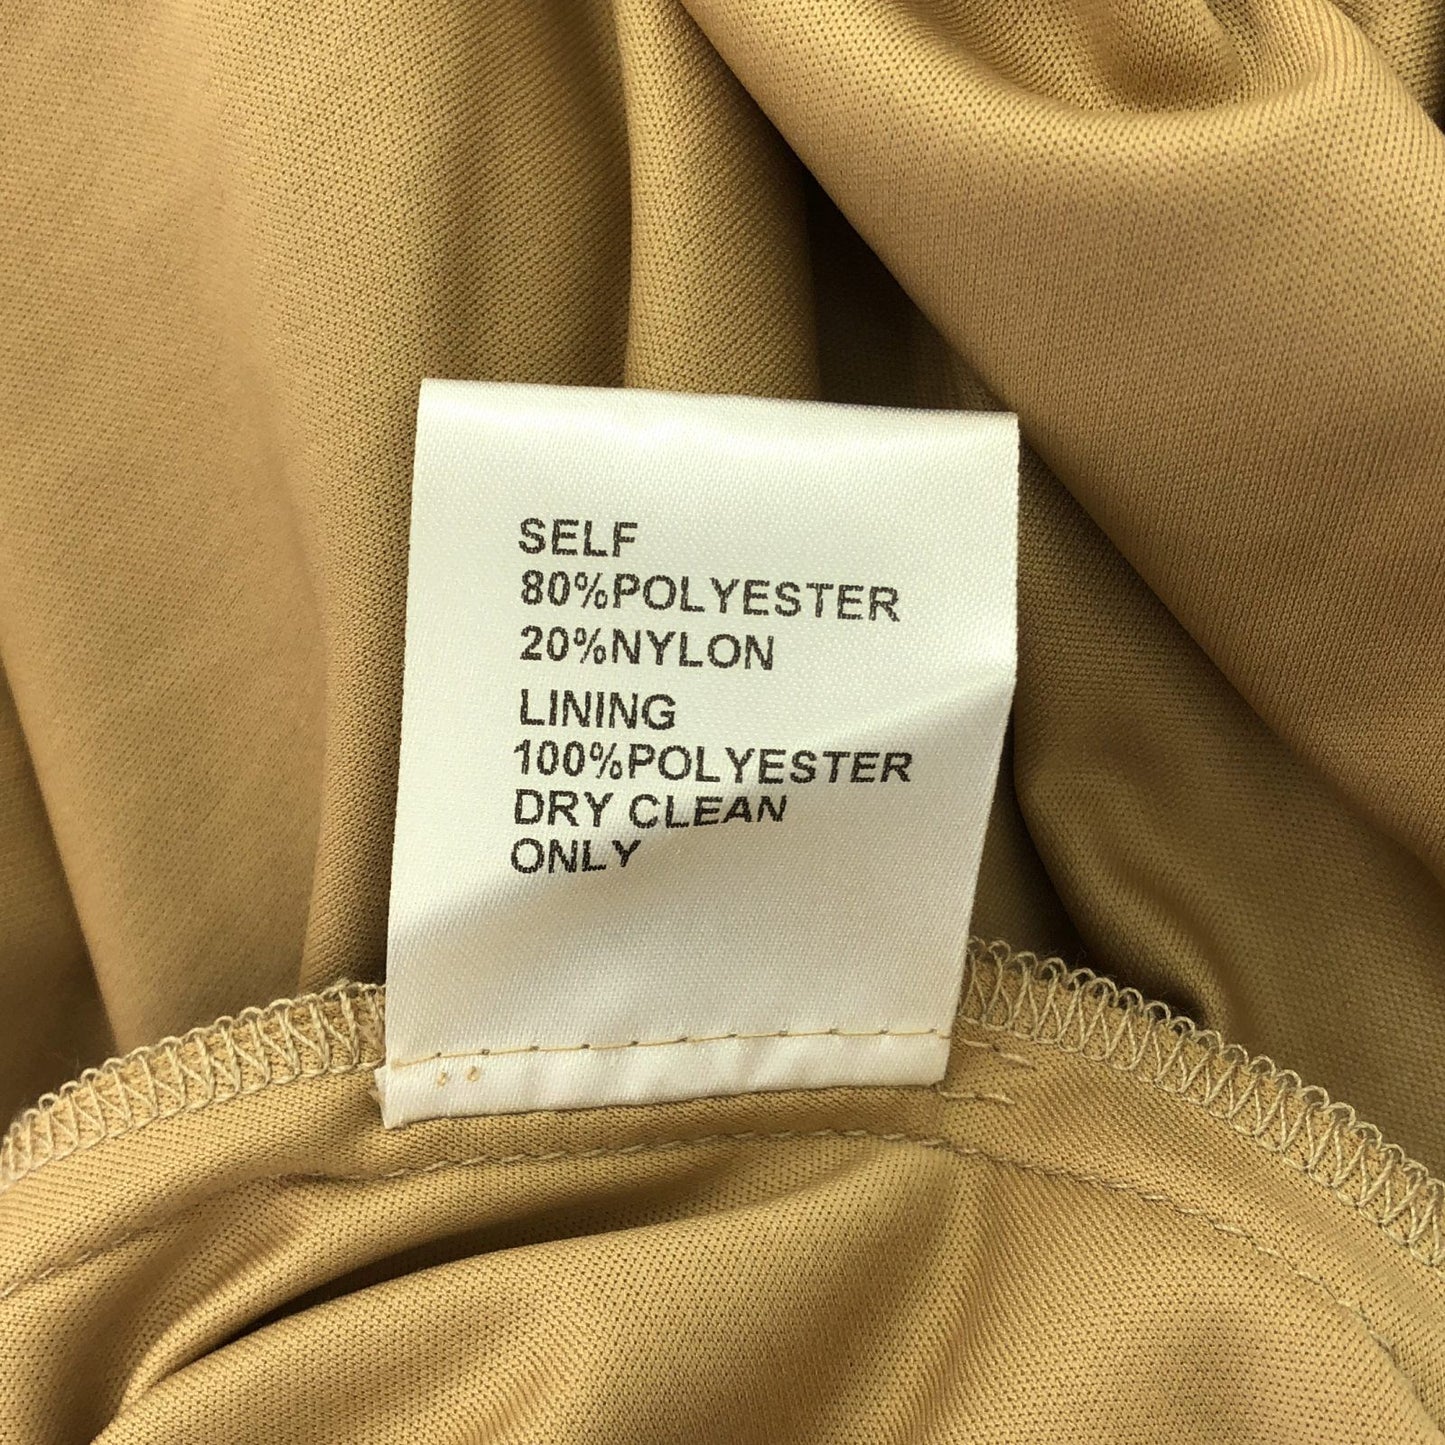 SELF
80%POLYESTER
20%NYLON
LINING
100%POLYESTER
DRY CLEAN
ONLY